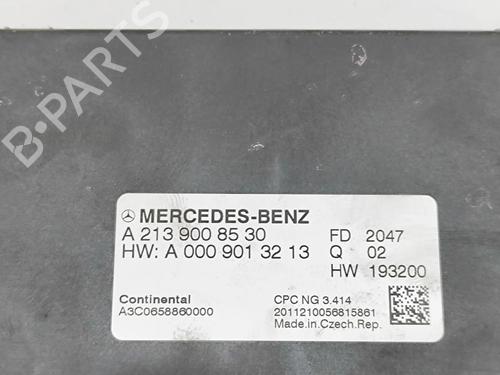 MERCEDES-BENZ
A 213 900 85 30 FD 2047
HW: A 000 901 32 13 Q 02
HW 193200
Continental CPC NG 3.414
A3C0658860000 2011210056815861
Made.in.Czech.Rep.
B-PARTS